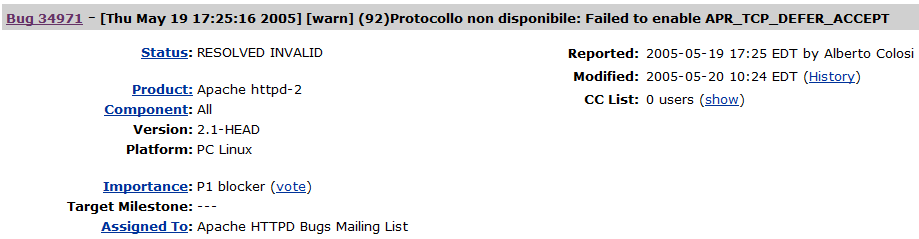 Bug 34971 - [Thu May 19 17:25:16 2005] [warn] (92)Protocollo non disponibile: Failed to enable APR_TCP_DEFER_ACCEPT
Status: RESOLVED INVALID
Product: Apache httpd-2
Component: All
Version: 2.1-HEAD
Platform: PC Linux
Importance: P1 blocker (vote)
Target Milestone: ---
Assigned To: Apache HTTPD Bugs Mailing List
Reported: 2005-05-19 17:25 EDT by Alberto Colosi
Modified: 2005-05-20 10:24 EDT (History)
CC List: 0 users (show)